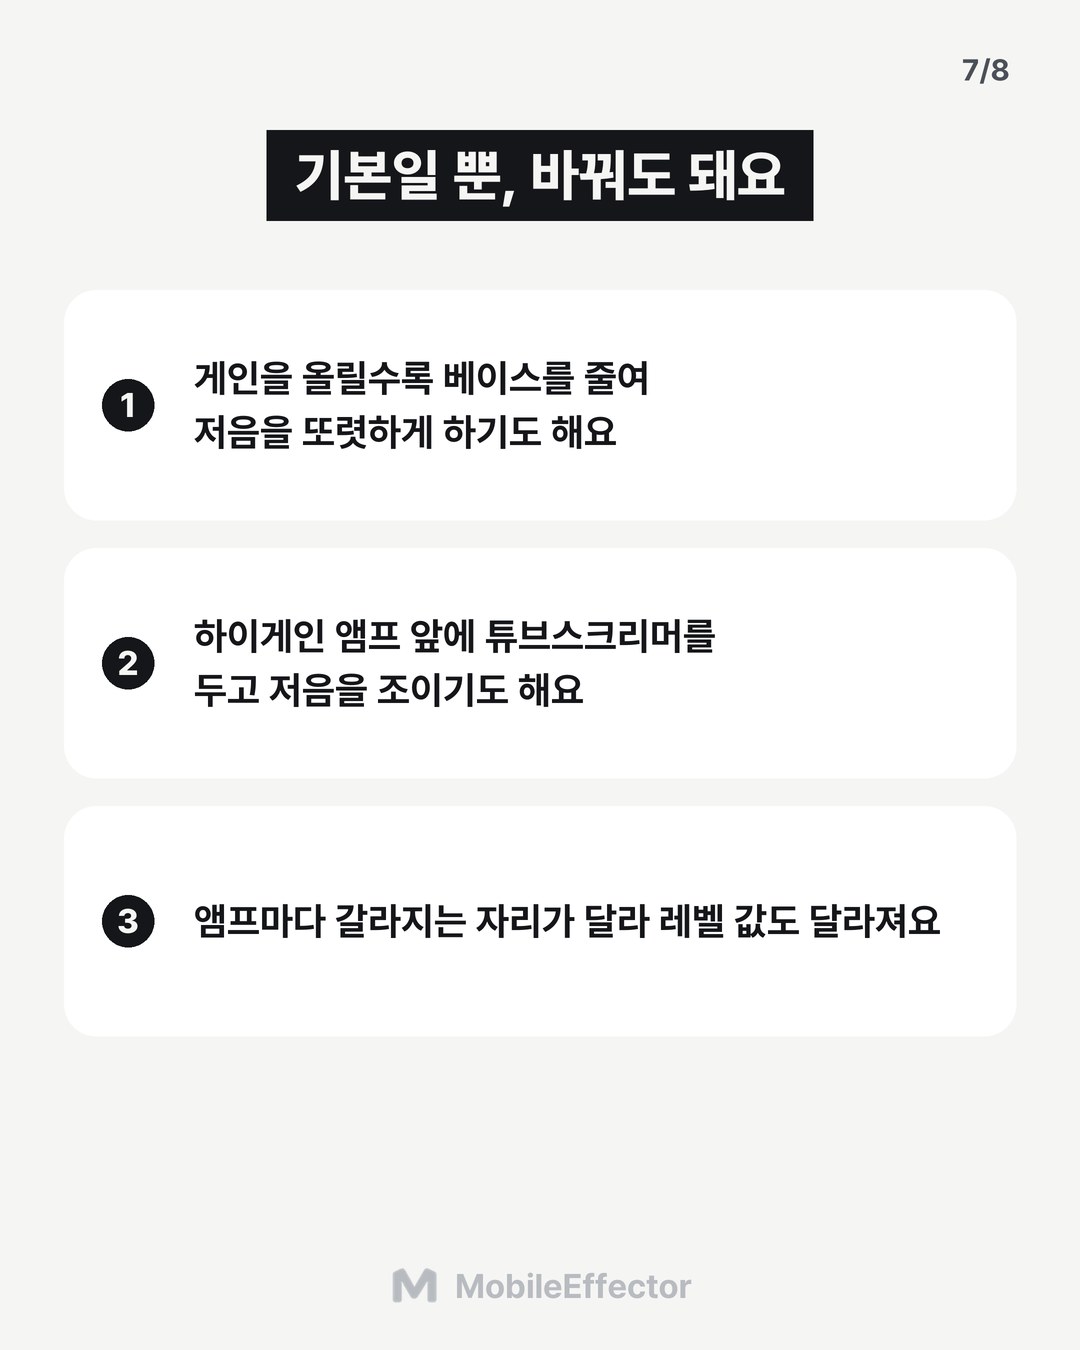 7/8
기본일 뿐, 바꿔도 돼요
1
게인을 올릴수록 베이스를 줄여
저음을 또렷하게 하기도 해요
2
하이게인 앰프 앞에 튜브스크리머를
두고 저음을 조이기도 해요
3
앰프마다 갈라지는 자리가 달라 레벨 값도 달라져요
MobileEffector